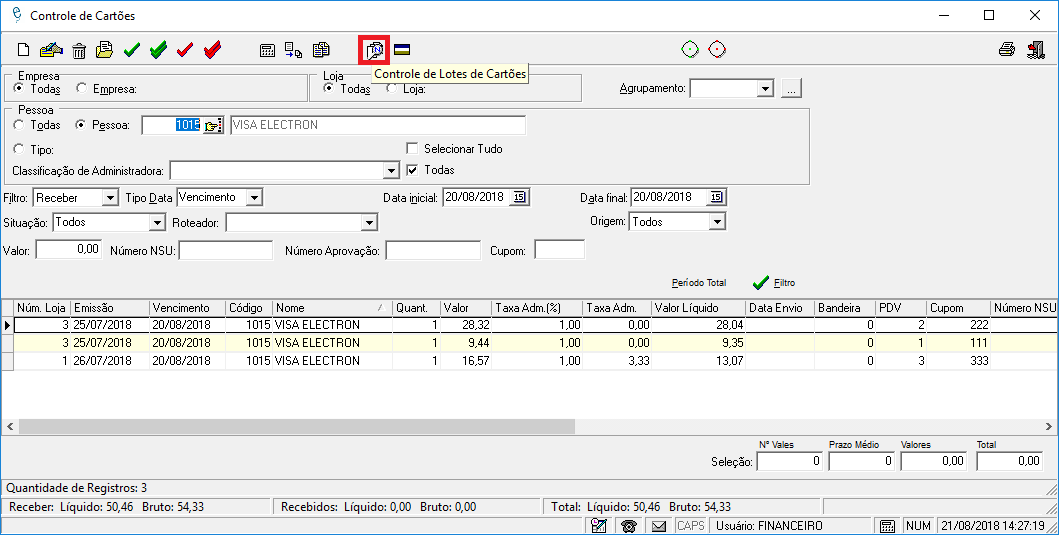 Controle de Cartões
Controle de Lotes de Cartões
Empresa
Todas Empresa:
Loja
Todas Loja:
Agrupamento: ...
Pessoa
Todas Pessoa: 1015 VISA ELECTRON
Tipo: Selecionar Tudo
Classificação de Administradora: Todas
Filtro: Receber Tipo Data Vencimento Data inicial: 20/08/2018 15 Data final: 20/08/2018 15
Situação: Todos Roteador: Origem: Todos
Valor: 0,00 Número NSU: Número Aprovação: Cupom:
Período Total Filtro
Núm. Loja Emissão Vencimento Código Nome Quant. Valor Taxa Adm.(%) Taxa Adm. Valor Líquido Data Envio Bandeira PDV Cupom Número NSU
3 25/07/2018 20/08/2018 1015 VISA ELECTRON 1 28,32 1,00 0,00 28,04 0 2 222
3 25/07/2018 20/08/2018 1015 VISA ELECTRON 1 9,44 1,00 0,00 9,35 0 1 111
1 26/07/2018 20/08/2018 1015 VISA ELECTRON 1 16,57 1,00 3,33 13,07 0 3 333
Nº Vales Prazo Médio Valores Total
Seleção: 0 0 0,00 0,00
Quantidade de Registros: 3
Receber: Líquido: 50,46 Bruto: 54,33 Recebidos: Líquido: 0,00 Bruto: 0,00 Total: Líquido: 50,46 Bruto: 54,33
CAPS Usuário: FINANCEIRO NUM 21/08/2018 14:27:19